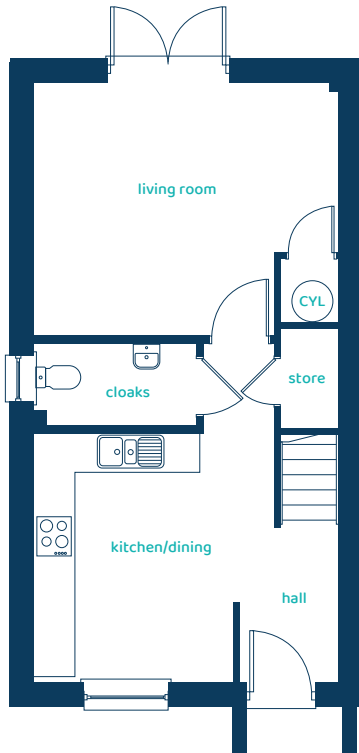 living room
CYL
store
cloaks
kitchen/dining
hall